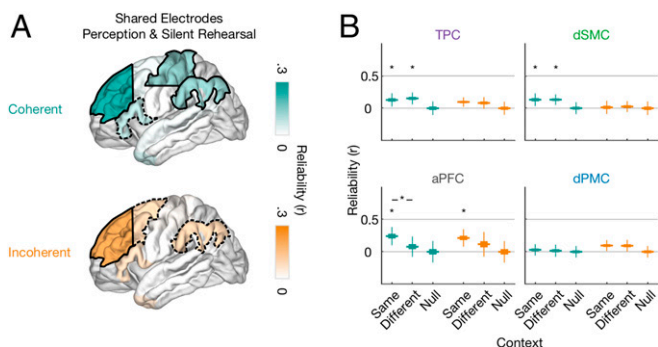 A
Shared Electrodes
Perception & Silent Rehearsal
Coherent
.3
0
Reliability (r)
Incoherent
.3
0
B
TPC
dSMC
* *
* *
0.5
0
Reliability (r)
aPFC
dPMC
*
* *
0.5
0
Same
Different
Null
Same
Different
Null
Same
Different
Null
Same
Different
Null
Context